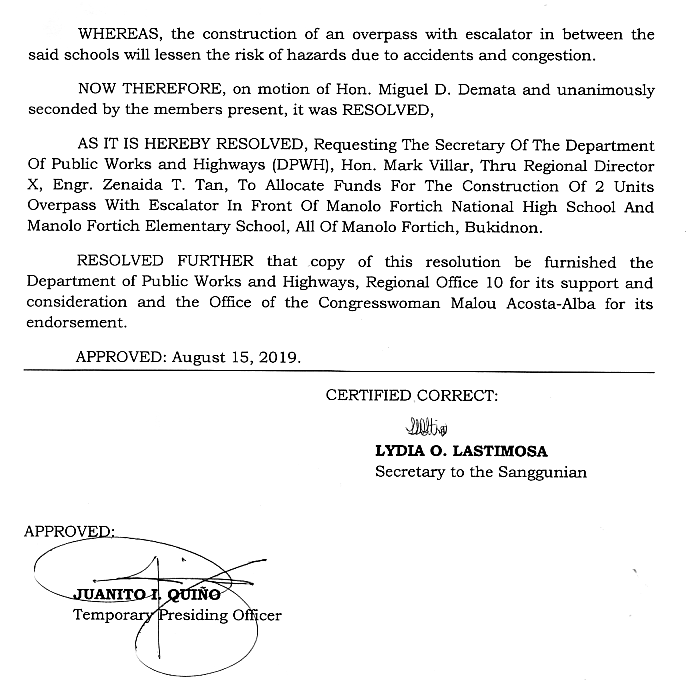 WHEREAS, the construction of an overpass with escalator in between the
said schools will lessen the risk of hazards due to accidents and congestion.
NOW THEREFORE, on motion of Hon. Miguel D. Demata and unanimously
seconded by the members present, it was RESOLVED,
AS IT IS HEREBY RESOLVED, Requesting The Secretary Of The Department
Of Public Works and Highways (DPWH), Hon. Mark Villar, Thru Regional Director
X, Engr. Zenaida T. Tan, To Allocate Funds For The Construction Of 2 Units
Overpass With Escalator In Front Of Manolo Fortich National High School And
Manolo Fortich Elementary School, All Of Manolo Fortich, Bukidnon.
RESOLVED FURTHER that copy of this resolution be furnished the
Department of Public Works and Highways, Regional Office 10 for its support and
consideration and the Office of the Congresswoman Malou Acosta-Alba for its
endorsement.
APPROVED: August 15, 2019.
CERTIFIED CORRECT:
LYDIA O. LASTIMOSA
Secretary to the Sanggunian
APPROVED:
JUANITO I. QUIÑO
Temporary Presiding Officer